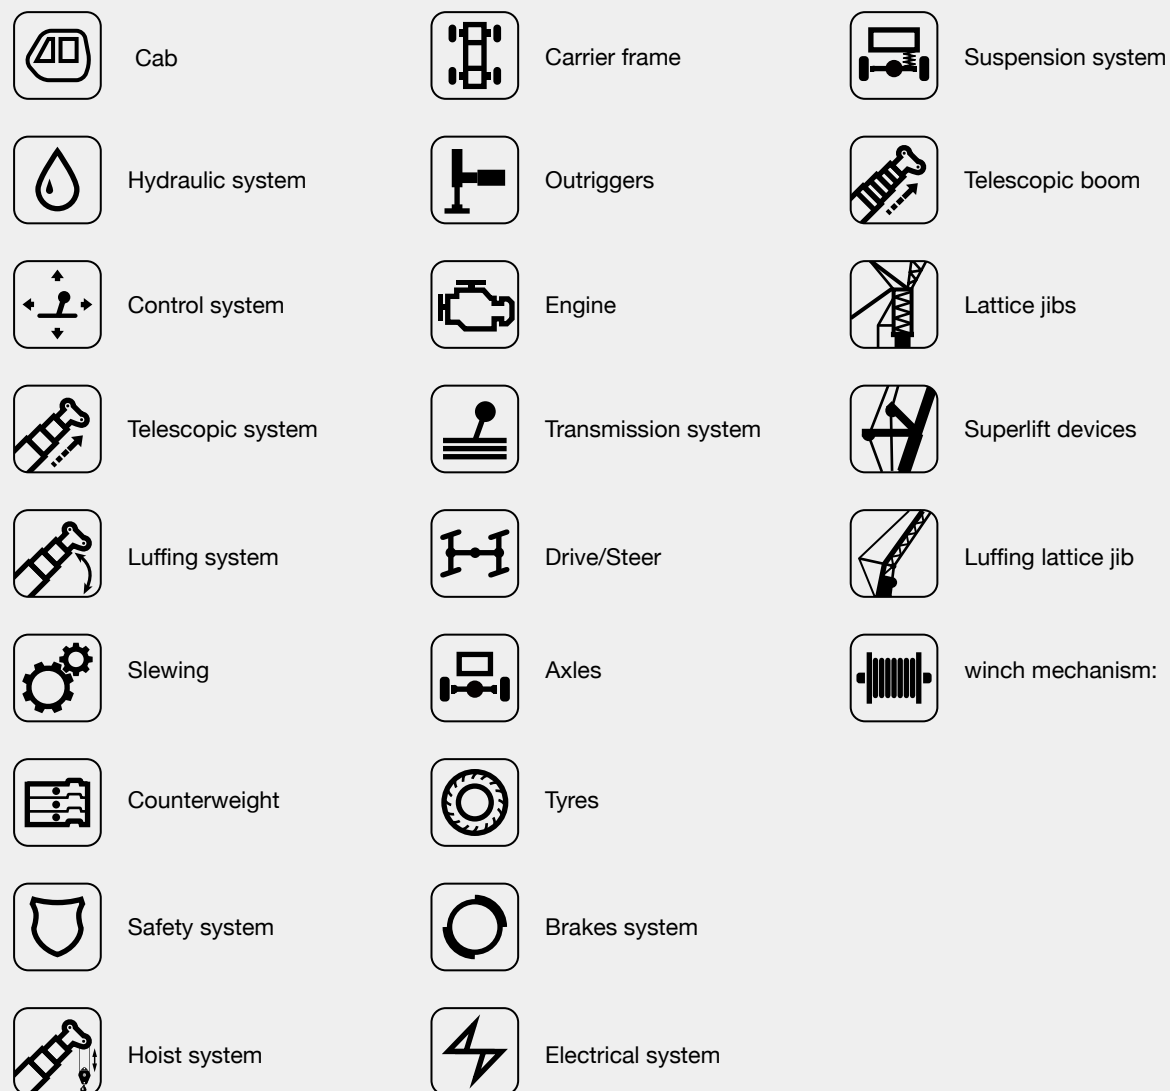 Cab
Hydraulic system
Control system
Telescopic system
Luffing system
Slewing
Counterweight
Safety system
Hoist system
Carrier frame
Outriggers
Engine
Transmission system
Drive/Steer
Axles
Tyres
Brakes system
Electrical system
Suspension system
Telescopic boom
Lattice jibs
Superlift devices
Luffing lattice jib
winch mechanism: